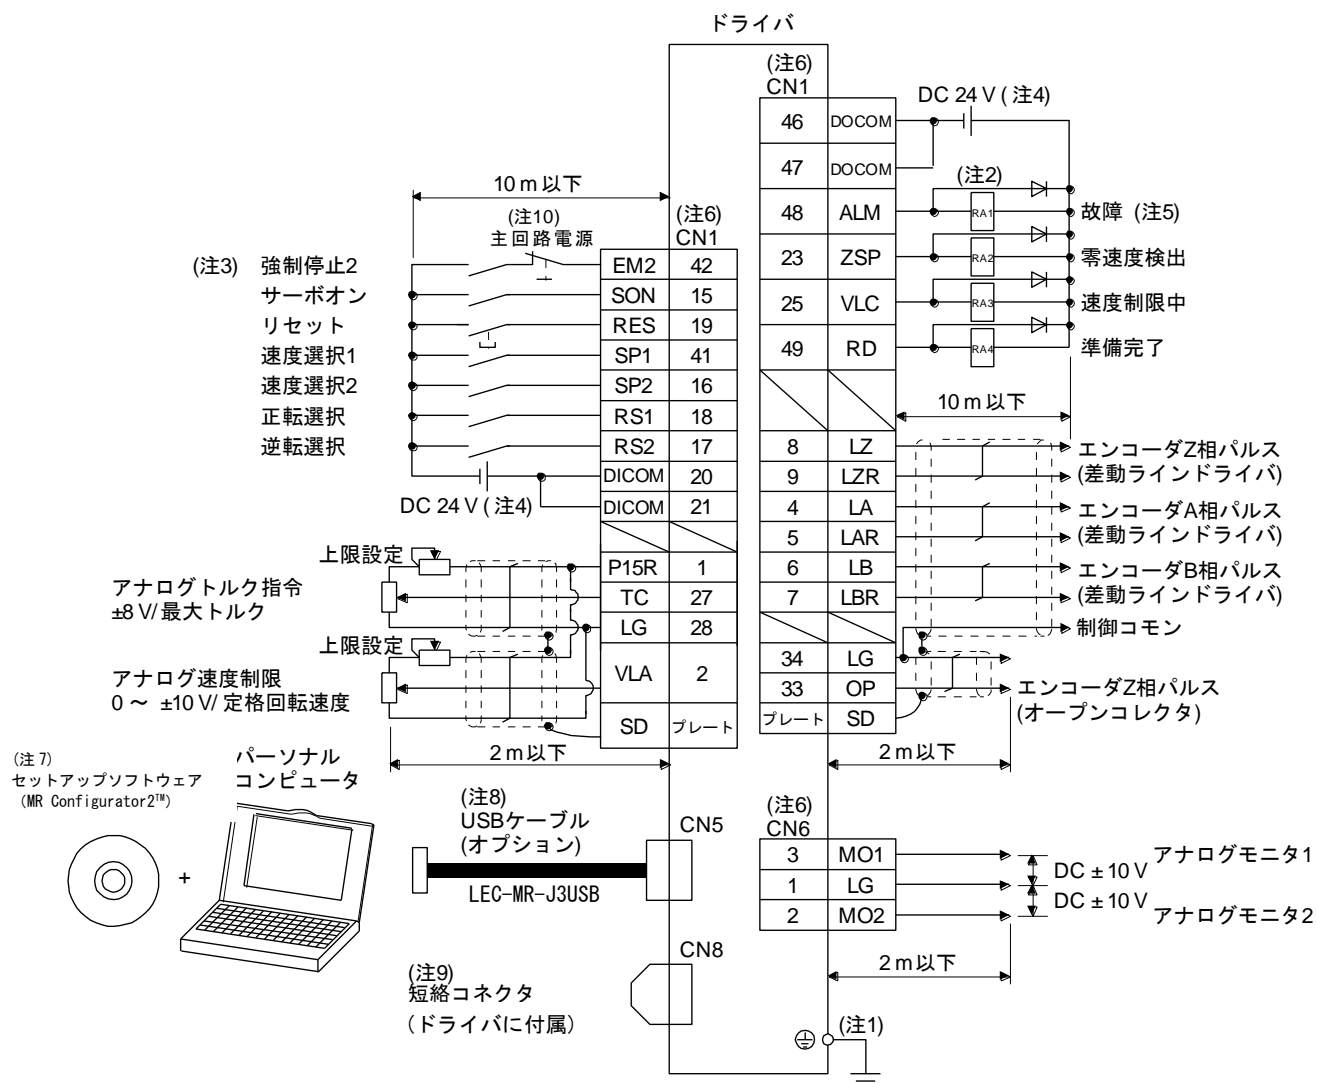 ドライバ
(注6)
CN1
DC 24 V ( 注4)
46 DOCOM
47 DOCOM
(注2)
48 ALM RA1 故障 (注5)
23 ZSP RA2 零速度検出
25 VLC RA3 速度制限中
49 RD RA4 準備完了
10 m 以下
8 LZ エンコーダZ相パルス
9 LZR (差動ラインドライバ)
4 LA エンコーダA相パルス
5 LAR (差動ラインドライバ)
6 LB エンコーダB相パルス
7 LBR (差動ラインドライバ)
制御コモン
34 LG
33 OP エンコーダZ相パルス
(オープンコレクタ)
プレート SD
2 m 以下
10 m 以下
(注10)
主回路電源
(注6)
CN1
(注3) 強制停止2 EM2 42
サーボオン SON 15
リセット RES 19
速度選択1 SP1 41
速度選択2 SP2 16
正転選択 RS1 18
逆転選択 RS2 17
DICOM 20
DC 24 V ( 注4) DICOM 21
上限設定
P15R 1
アナログトルク指令
±8 V/ 最大トルク
TC 27
LG 28
上限設定
アナログ速度制限
0 ～ ±10 V/ 定格回転速度
VLA 2
SD プレート
2 m 以下
(注 7)
セットアップソフトウェア
(MR Configurator2™)
+
パーソナル
コンピュータ
(注8)
USBケーブル
(オプション)
LEC-MR-J3USB
CN5
(注9)
短絡コネクタ
(ドライバに付属)
CN8
(注6)
CN6
3 MO1 アナログモニタ1
DC ± 10 V
1 LG
DC ± 10 V
2 MO2 アナログモニタ2
2 m 以下
(注1)